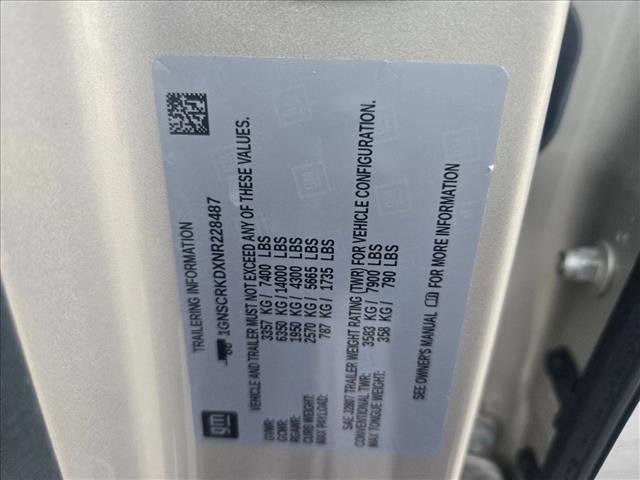 TRAILERING INFORMATION
1GNSCRKDXNR228487
VEHICLE AND TRAILER MUST NOT EXCEED ANY OF THESE VALUES.
GVWR: 3357 KG / 7400 LBS
GCWR: 6350 KG / 14000 LBS
RGAWR: 1950 KG / 4300 LBS
CURB WEIGHT: 2570 KG / 5665 LBS
MAX PAYLOAD: 787 KG / 1735 LBS
SAE J2807 TRAILER WEIGHT RATING (TWR) FOR VEHICLE CONFIGURATION.
CONVENTIONAL TWR: 3583 KG / 7900 LBS
MAX TONGUE WEIGHT: 358 KG / 790 LBS
SEE OWNER'S MANUAL FOR MORE INFORMATION
gm